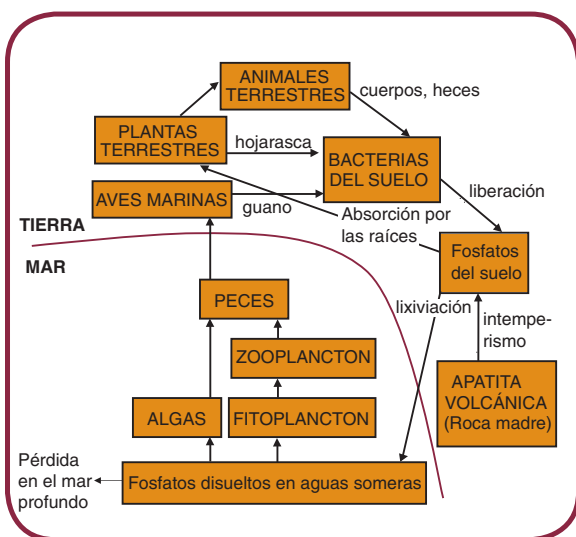 ANIMALES
TERRESTRES
cuerpos, heces
PLANTAS
TERRESTRES
hojarasca
BACTERIAS
DEL SUELO
AVES MARINAS
guano
liberación
Absorción por
las raíces
TIERRA
MAR
Fosfatos
del suelo
PECES
lixiviación
intempe-
rismo
ZOOPLANCTON
APATITA
VOLCÁNICA
(Roca madre)
ALGAS
FITOPLANCTON
Pérdida
en el mar
profundo
Fosfatos disueltos en aguas someras